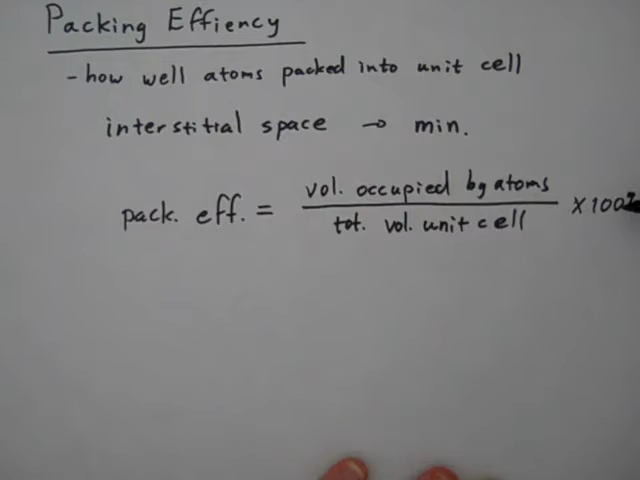 Packing Effiency
- how well atoms packed into unit cell
interstitial space → min.
pack. eff. = vol. occupied by atoms / tot. vol. unit cell × 100%